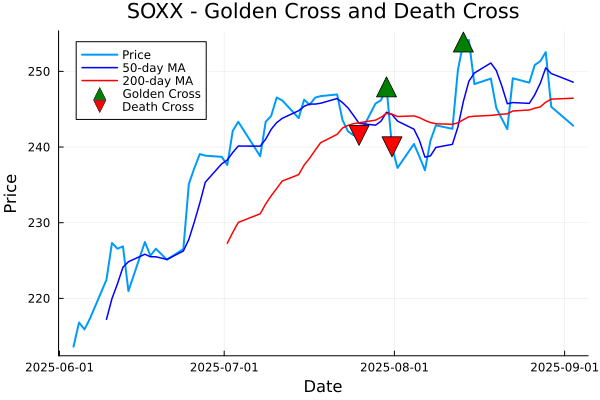 SOXX - Golden Cross and Death Cross
Price
50-day MA
200-day MA
Golden Cross
Death Cross
Price
250
240
230
220
2025-06-01
2025-07-01
2025-08-01
2025-09-01
Date